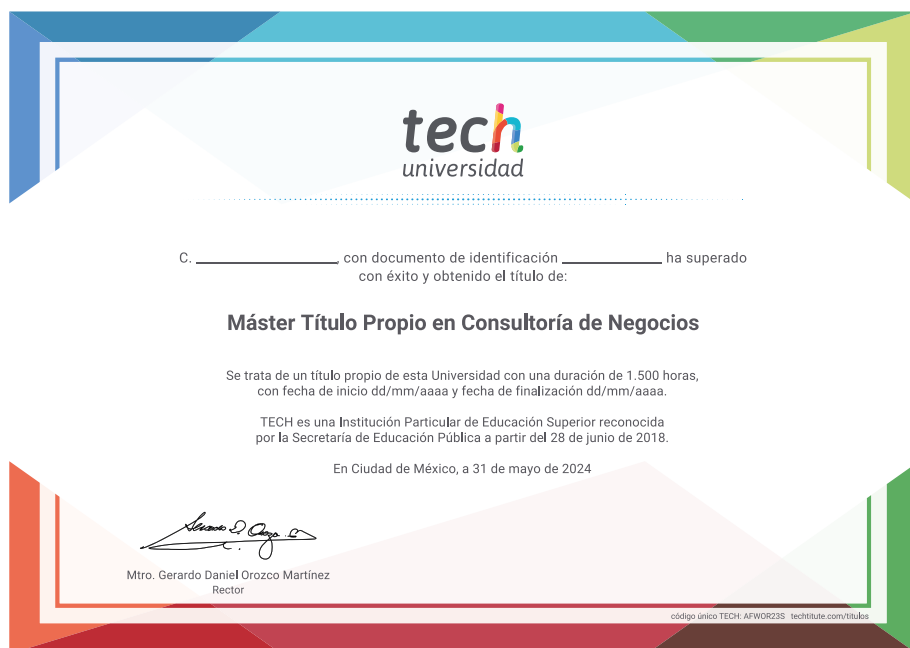 tech
universidad
C. ____________, con documento de identificación ____________ ha superado
con éxito y obtenido el título de:
Máster Título Propio en Consultoría de Negocios
Se trata de un título propio de esta Universidad con una duración de 1.500 horas,
con fecha de inicio dd/mm/aaaa y fecha de finalización dd/mm/aaaa.
TECH es una Institución Particular de Educación Superior reconocida
por la Secretaría de Educación Pública a partir del 28 de junio de 2018.
En Ciudad de México, a 31 de mayo de 2024
Mtro. Gerardo Daniel Orozco Martínez
Rector
código único TECH: AFWOR23S techtitute.com/titulos